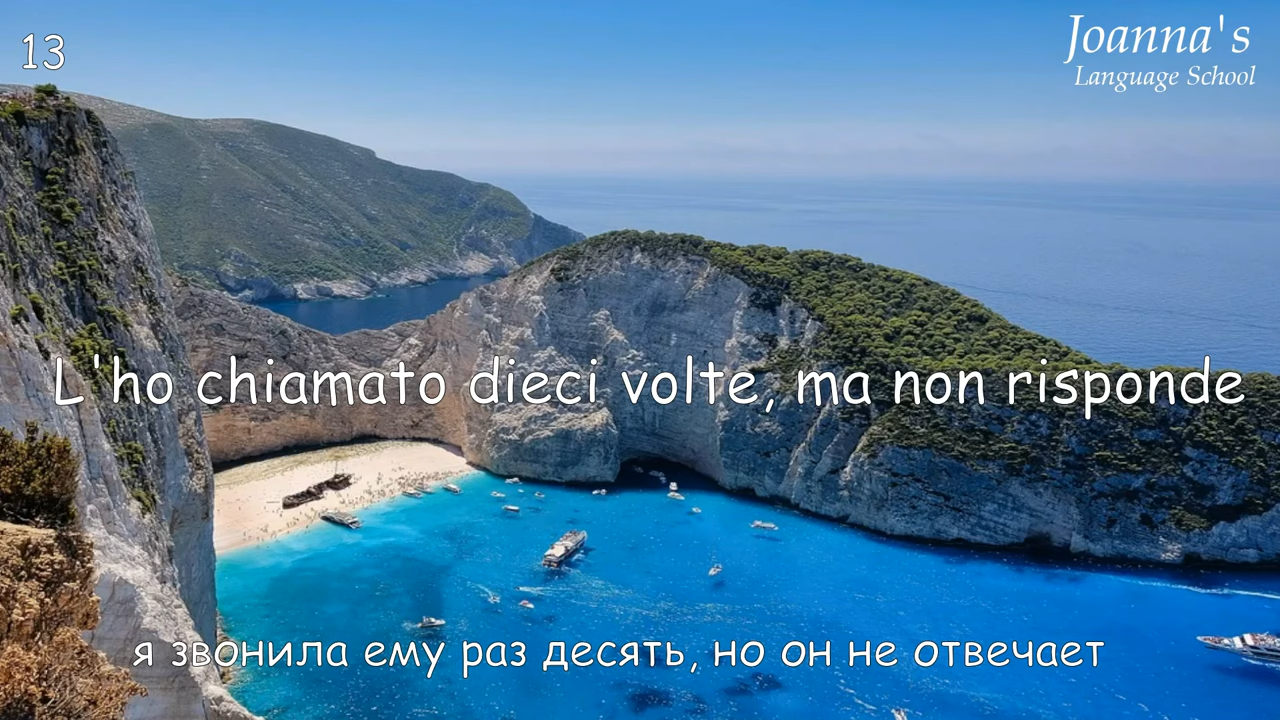 13
Joanna's
Language School
L'ho chiamato dieci volte, ma non risponde
я звонила ему раз десять, но он не отвечает